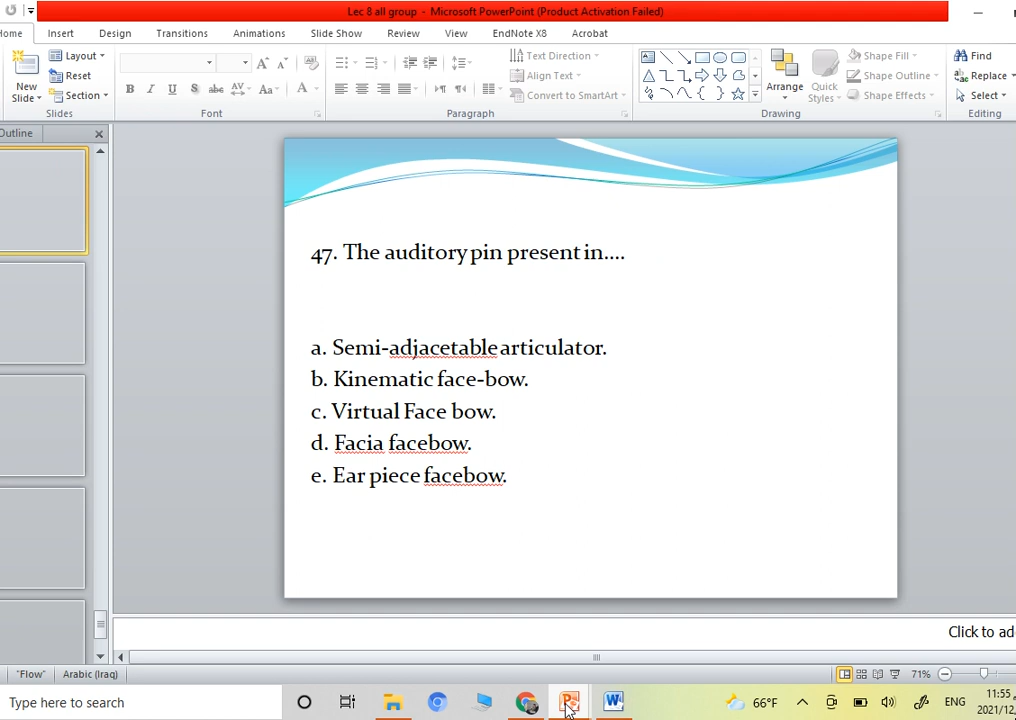 Lec 8 all group - Microsoft PowerPoint (Product Activation Failed)
Home Insert Design Transitions Animations Slide Show Review View EndNote X8 Acrobat
New Slide Layout Reset Section Slides
B I U S abc AV Aa A A A Font
Text Direction Align Text Convert to SmartArt Paragraph
Arrange Quick Styles Shape Fill Shape Outline Shape Effects Drawing
Find Replace Select Editing
Outline
47. The auditory pin present in....
a. Semi-adjacetable articulator.
b. Kinematic face-bow.
c. Virtual Face bow.
d. Facia facebow.
e. Ear piece facebow.
Click to ad
"Flow" Arabic (Iraq) 71%
Type here to search 66°F ENG 11:55
2021/12/